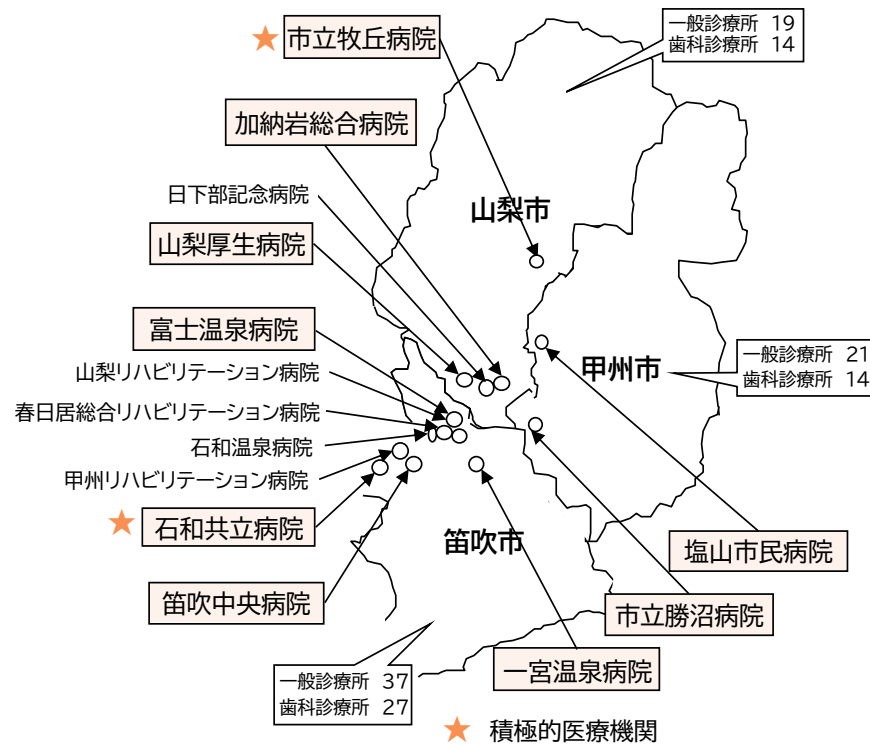 ★ 市立牧丘病院
一般診療所 19
歯科診療所 14
加納岩総合病院
日下部記念病院
山梨市
山梨厚生病院
富士温泉病院
山梨リハビリテーション病院
一般診療所 21
歯科診療所 14
甲州市
春日居総合リハビリテーション病院
石和温泉病院
甲州リハビリテーション病院
★ 石和共立病院
笛吹市
塩山市民病院
笛吹中央病院
市立勝沼病院
一宮温泉病院
一般診療所 37
歯科診療所 27
★ 積極的医療機関